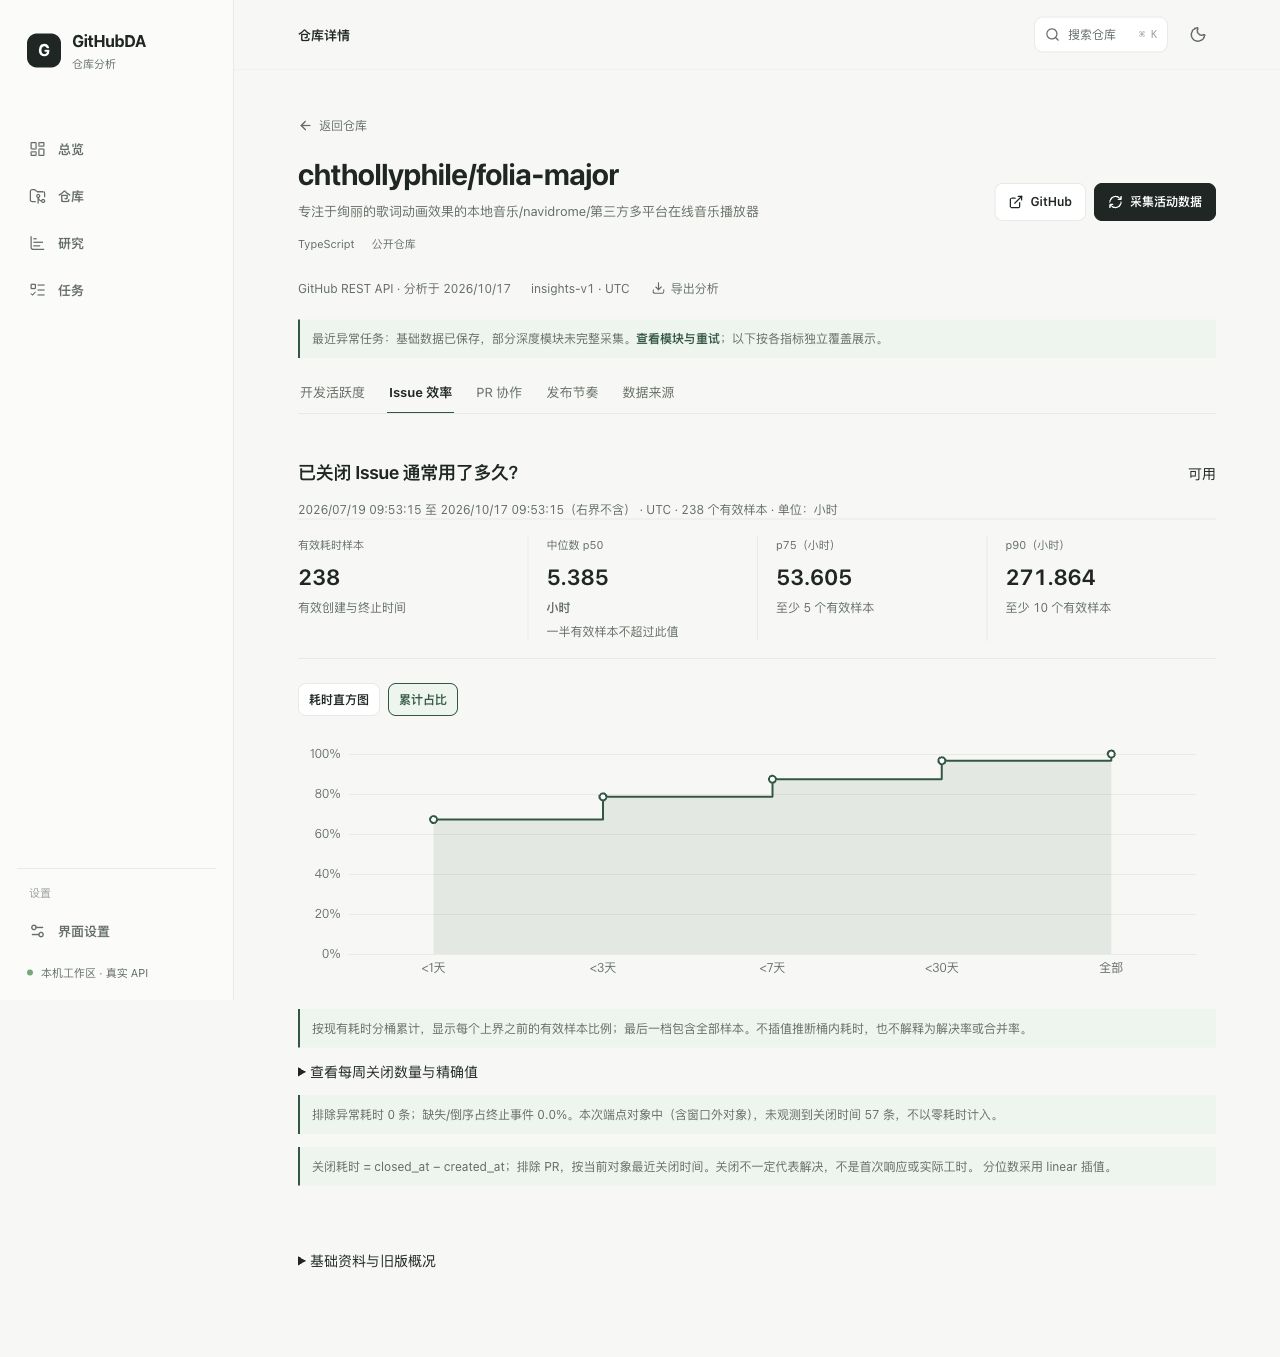 G
GitHubDA
仓库分析
总览
仓库
研究
任务
设置
界面设置
本机工作区 · 真实 API
仓库详情
搜索仓库 ⌘ K
返回仓库
chthollyphile/folia-major
专注于绚丽的歌词动画效果的本地音乐/navidrome/第三方多平台在线音乐播放器
TypeScript 公开仓库
GitHub
采集活动数据
GitHub REST API · 分析于 2026/10/17 insights-v1 · UTC 导出分析
最近异常任务：基础数据已保存，部分深度模块未完整采集。查看模块与重试；以下按各指标独立覆盖展示。
开发活跃度 Issue 效率 PR 协作 发布节奏 数据来源
已关闭 Issue 通常用了多久？ 可用
2026/07/19 09:53:15 至 2026/10/17 09:53:15（右界不含） · UTC · 238 个有效样本 · 单位：小时
有效耗时样本
238
有效创建与终止时间
中位数 p50
5.385
小时
一半有效样本不超过此值
p75（小时）
53.605
至少 5 个有效样本
p90（小时）
271.864
至少 10 个有效样本
耗时直方图 累计占比
100%
80%
60%
40%
20%
0%
<1天 <3天 <7天 <30天 全部
按现有耗时分桶累计，显示每个上界之前的有效样本比例；最后一档包含全部样本。不插值推断桶内耗时，也不解释为解决率或合并率。
查看每周关闭数量与精确值
排除异常耗时 0 条；缺失/倒序占终止事件 0.0%。本次端点对象中（含窗口外对象），未观测到关闭时间 57 条，不以零耗时计入。
关闭耗时 = closed_at − created_at；排除 PR，按当前对象最近关闭时间。关闭不一定代表解决，不是首次响应或实际工时。 分位数采用 linear 插值。
基础资料与旧版概况